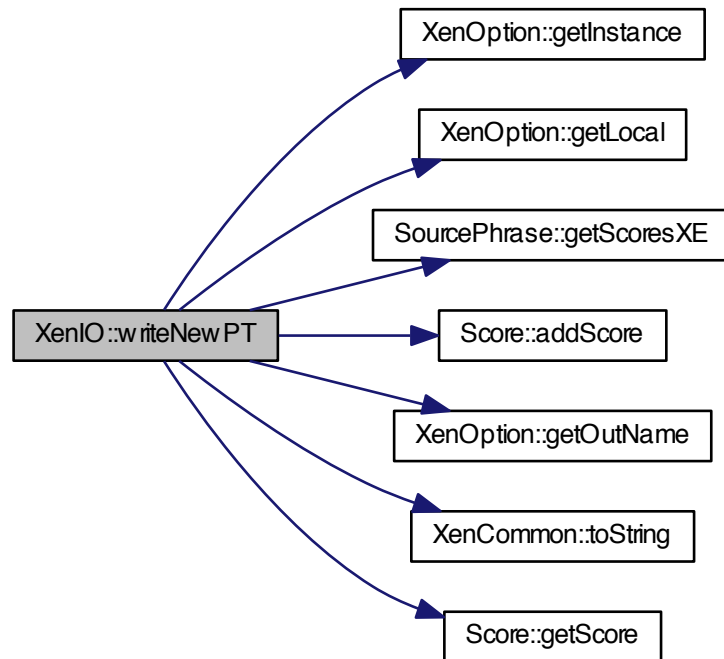 XenOption::getInstance
XenOption::getLocal
SourcePhrase::getScoresXE
XenIO::writeNewPT
Score::addScore
XenOption::getOutName
XenCommon::toString
Score::getScore